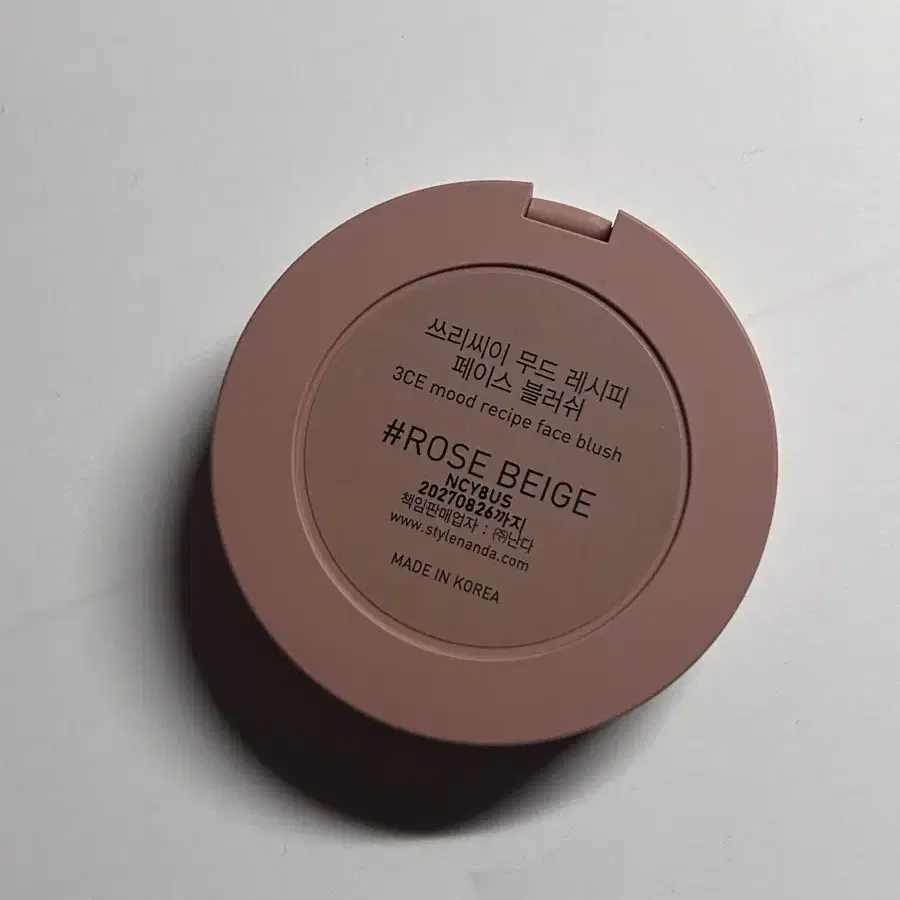 쓰리씨이 무드 레시피
페이스 블러쉬
3CE mood recipe face blush
#ROSE BEIGE
NCY8US
20270826까지
책임판매업자 : ㈜난다
www.stylenanda.com
MADE IN KOREA